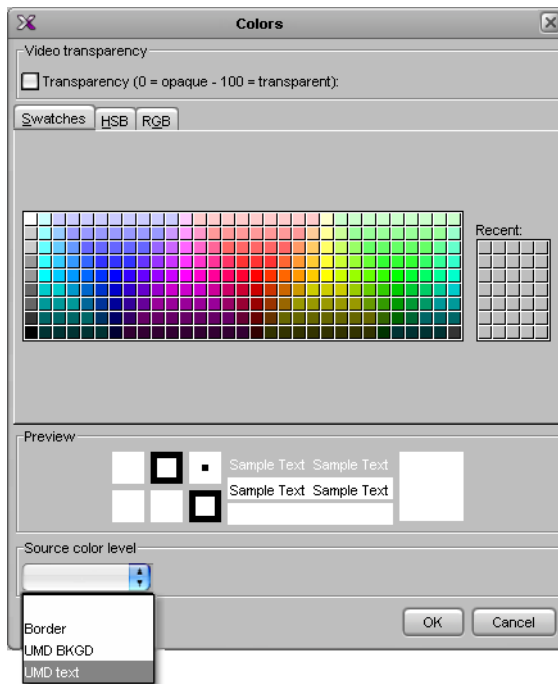 Colors
Video transparency
Transparency (0 = opaque - 100 = transparent):
Swatches HSB RGB
Recent:
Preview
Sample Text Sample Text
Sample Text Sample Text
Source color level
Border
UMD BKGD
UMD text
OK Cancel